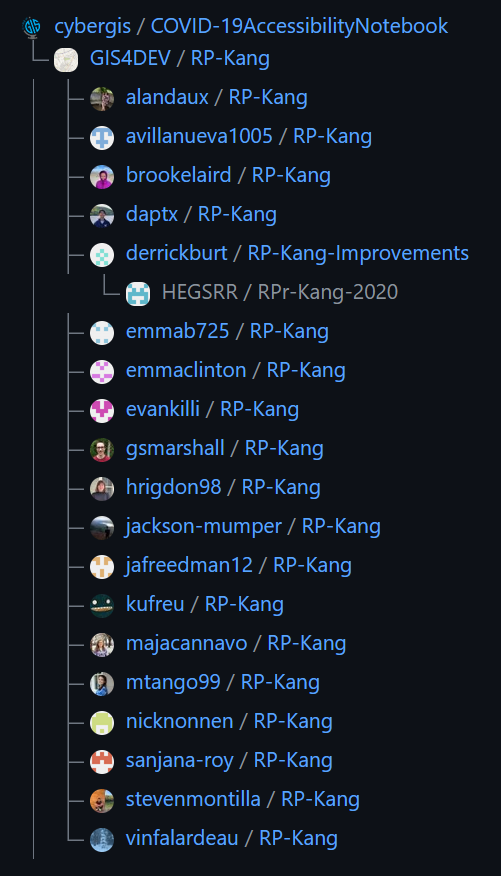 cybergis / COVID-19AccessibilityNotebook
GIS4DEV / RP-Kang
alandaux / RP-Kang
avillanueva1005 / RP-Kang
brookelaird / RP-Kang
daptx / RP-Kang
derrickburt / RP-Kang-Improvements
HEGSRR / RPr-Kang-2020
emmab725 / RP-Kang
emmaclinton / RP-Kang
evankilli / RP-Kang
gsmarshall / RP-Kang
hrigdon98 / RP-Kang
jackson-mumper / RP-Kang
jafreedman12 / RP-Kang
kufreu / RP-Kang
majacannavo / RP-Kang
mtango99 / RP-Kang
nicknonnen / RP-Kang
sanjana-roy / RP-Kang
stevenmontilla / RP-Kang
vinfalardeau / RP-Kang